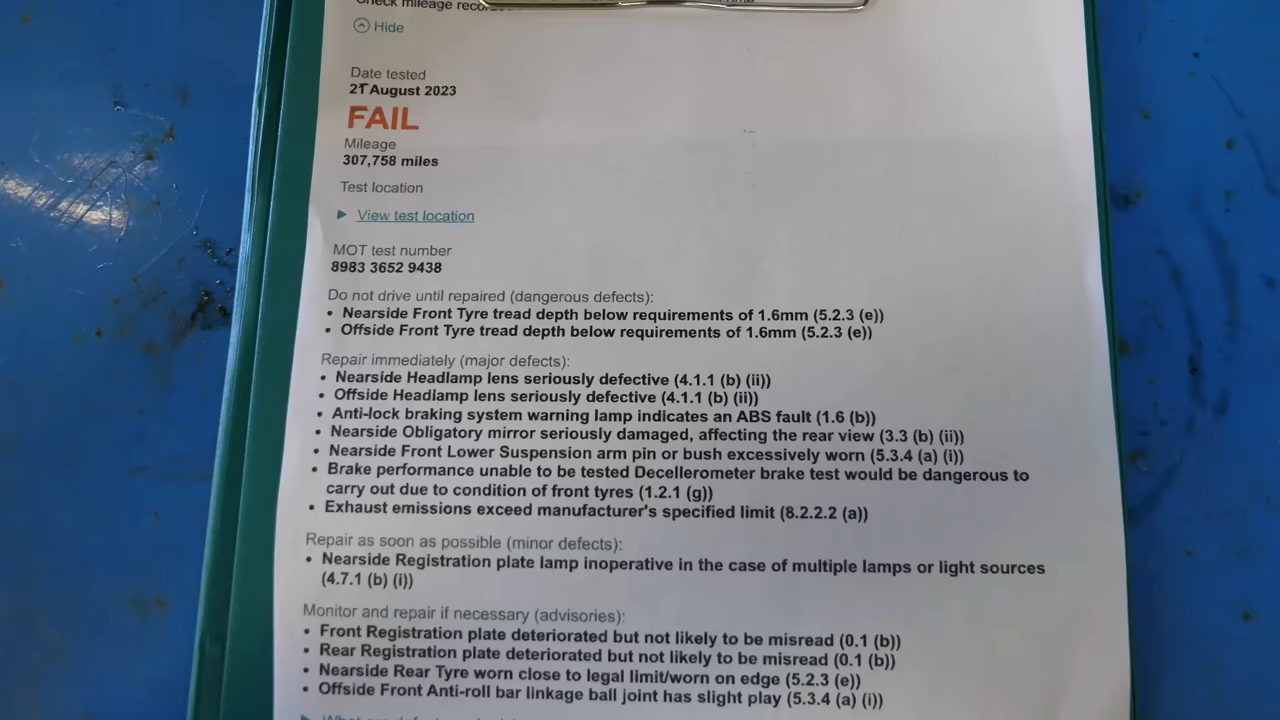 Check mileage
Hide
Date tested
21 August 2023
FAIL
Mileage
307,758 miles
Test location
View test location
MOT test number
8983 3652 9438
Do not drive until repaired (dangerous defects):
• Nearside Front Tyre tread depth below requirements of 1.6mm (5.2.3 (e))
• Offside Front Tyre tread depth below requirements of 1.6mm (5.2.3 (e))
Repair immediately (major defects):
• Nearside Headlamp lens seriously defective (4.1.1 (b) (ii))
• Offside Headlamp lens seriously defective (4.1.1 (b) (ii))
• Anti-lock braking system warning lamp indicates an ABS fault (1.6 (b))
• Nearside Obligatory mirror seriously damaged, affecting the rear view (3.3 (b) (ii))
• Nearside Front Lower Suspension arm pin or bush excessively worn (5.3.4 (a) (i))
• Brake performance unable to be tested Decellerometer brake test would be dangerous to
carry out due to condition of front tyres (1.2.1 (g))
• Exhaust emissions exceed manufacturer's specified limit (8.2.2.2 (a))
Repair as soon as possible (minor defects):
• Nearside Registration plate lamp inoperative in the case of multiple lamps or light sources
(4.7.1 (b) (i))
Monitor and repair if necessary (advisories):
• Front Registration plate deteriorated but not likely to be misread (0.1 (b))
• Rear Registration plate deteriorated but not likely to be misread (0.1 (b))
• Nearside Rear Tyre worn close to legal limit/worn on edge (5.2.3 (e))
• Offside Front Anti-roll bar linkage ball joint has slight play (5.3.4 (a) (i))